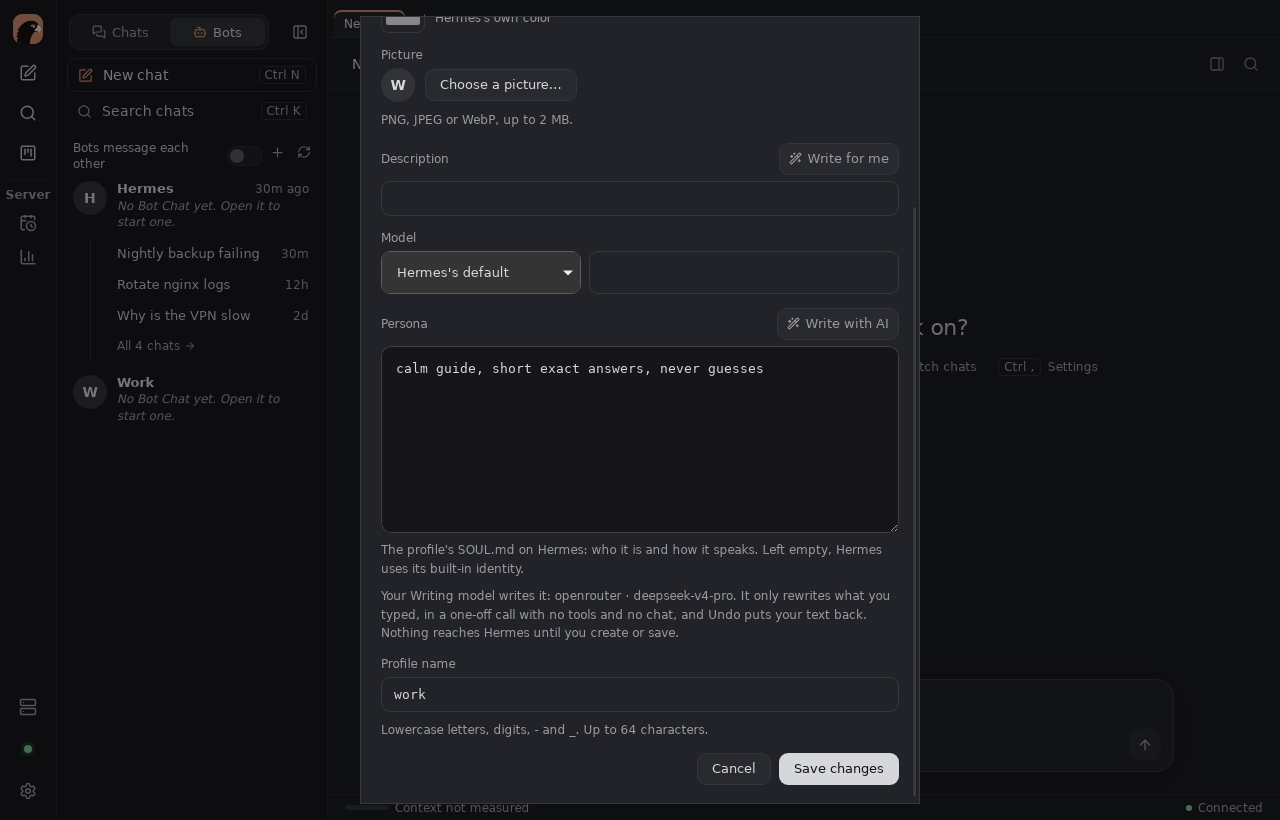 Chats
Bots
New chat
Ctrl N
Search chats
Ctrl K
Bots message each
other
Server
H
Hermes
30m ago
No Bot Chat yet. Open it to
start one.
Nightly backup failing
30m
Rotate nginx logs
12h
Why is the VPN slow
2d
All 4 chats →
W
Work
No Bot Chat yet. Open it to
start one.
Ne
N
Hermes's own color
Picture
W
Choose a picture…
PNG, JPEG or WebP, up to 2 MB.
Description
Write for me
Model
Hermes's default
Persona
Write with AI
calm guide, short exact answers, never guesses
The profile's SOUL.md on Hermes: who it is and how it speaks. Left empty, Hermes
uses its built-in identity.
Your Writing model writes it: openrouter · deepseek-v4-pro. It only rewrites what you
typed, in a one-off call with no tools and no chat, and Undo puts your text back.
Nothing reaches Hermes until you create or save.
Profile name
work
Lowercase letters, digits, - and _. Up to 64 characters.
Cancel
Save changes
k on?
tch chats
Ctrl ,
Settings
Context not measured
Connected